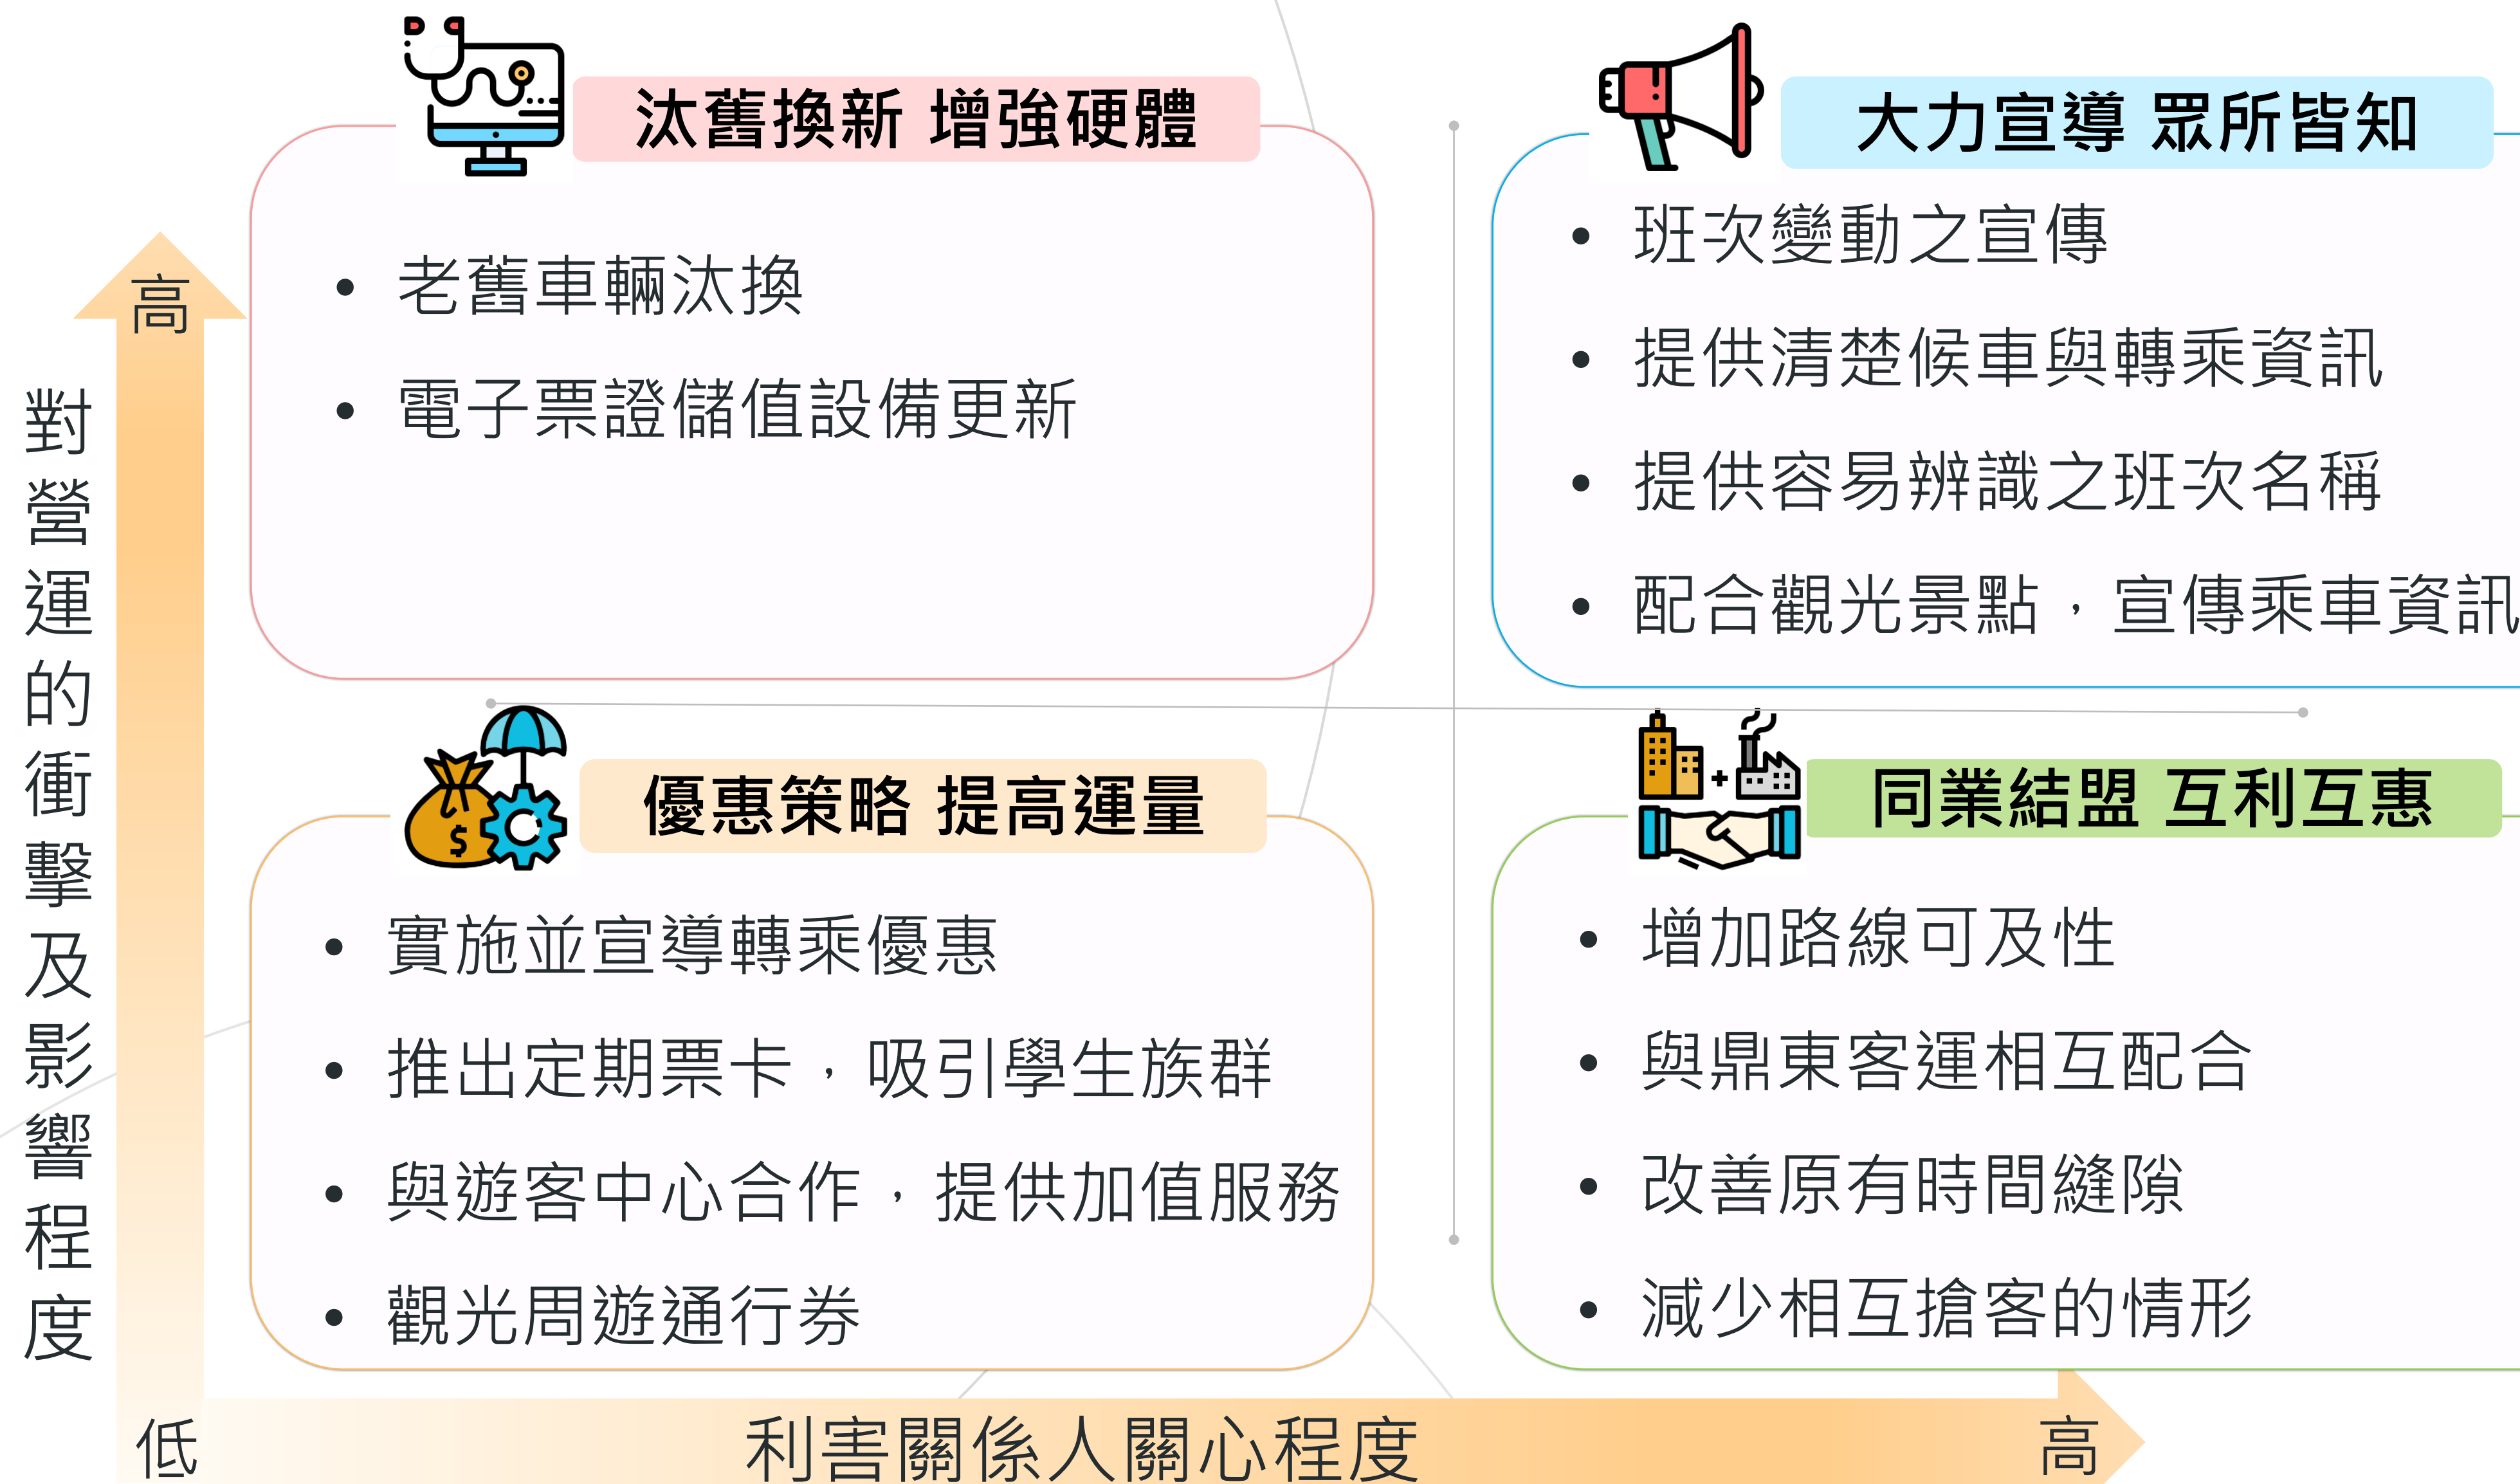 汰舊換新 增強硬體
老舊車輛汰換
電子票證儲值設備更新
大力宣導 眾所皆知
班次變動之宣傳
提供清楚候車與轉乘資訊
提供容易辨識之班次名稱
配合觀光景點，宣傳乘車資訊
高
對營運的衝擊及影響程度
優惠策略 提高運量
實施並宣導轉乘優惠
推出定期票卡，吸引學生族群
與遊客中心合作，提供加值服務
觀光周遊通行券
同業結盟 互利互惠
增加路線可及性
與鼎東客運相互配合
改善原有時間縫隙
減少相互搶客的情形
低
利害關係人關心程度
高